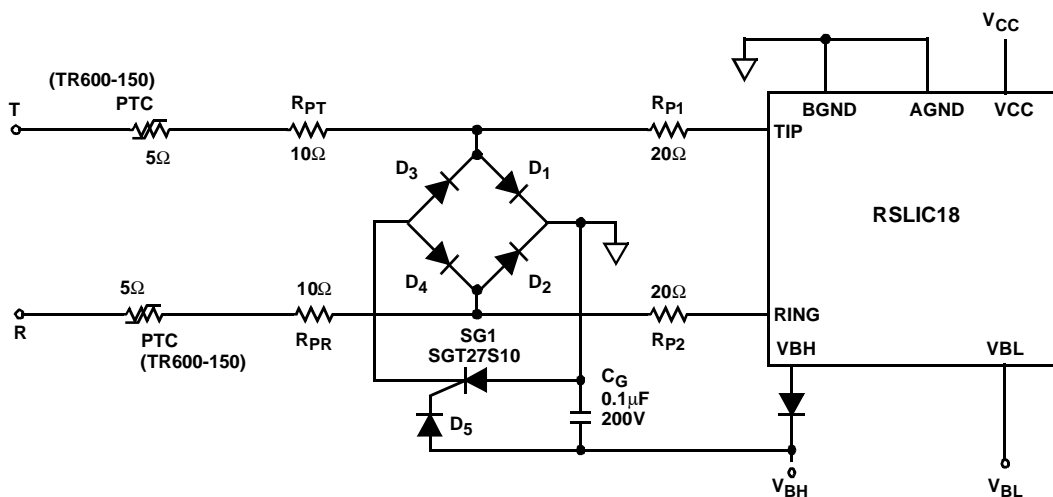 VCC
(TR600-150)
PTC
T
5Ω
RPT
10Ω
RP1
20Ω
BGND
AGND
VCC
TIP
D3
D1
RSLIC18
D4
D2
5Ω
10Ω
20Ω
RING
R
PTC
(TR600-150)
RPR
SG1
SGT27S10
RP2
VBH
VBL
CG
0.1μF
200V
D5
VBH
VBL